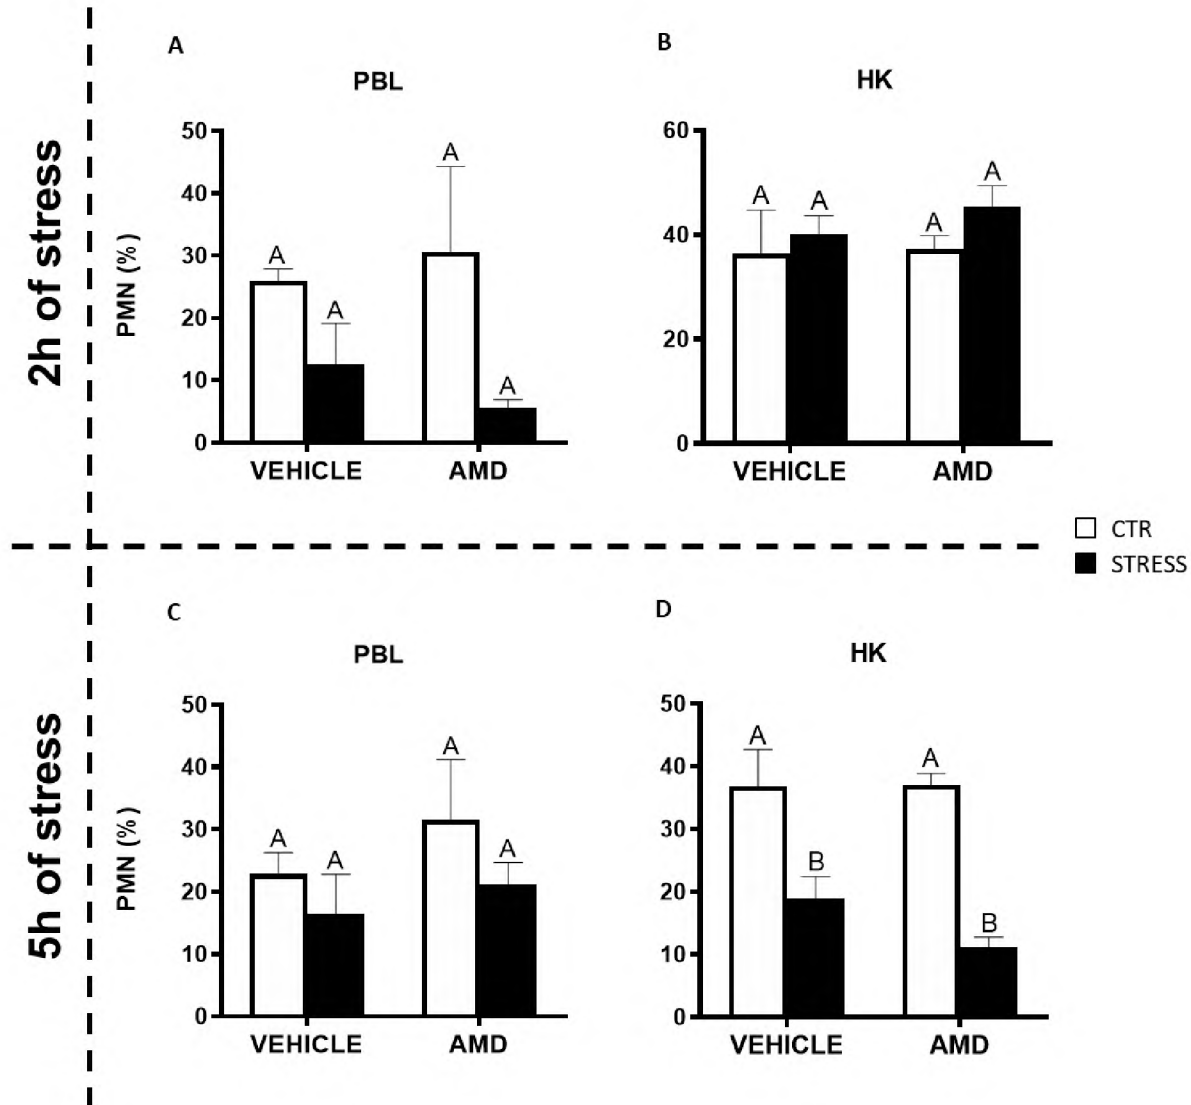 2h of stress
A
PBL
PMN (%)
50
40
30
20
10
0
A
A
A
A
VEHICLE
AMD
B
HK
60
40
20
0
A
A
A
A
VEHICLE
AMD
CTR
STRESS
5h of stress
C
PBL
PMN (%)
50
40
30
20
10
0
A
A
A
A
VEHICLE
AMD
D
HK
50
40
30
20
10
0
A
B
A
B
VEHICLE
AMD